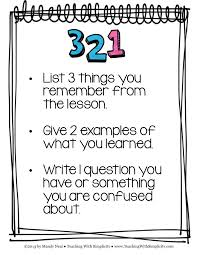 321
• List 3 things you
remember from
the lesson.
• Give 2 examples of
what you learned.
• Write 1 question you
have or something
you are confused
about.
©2013 by Mandy Neal • Teaching With Simplicity • www.TeachingWithSimplicity.com